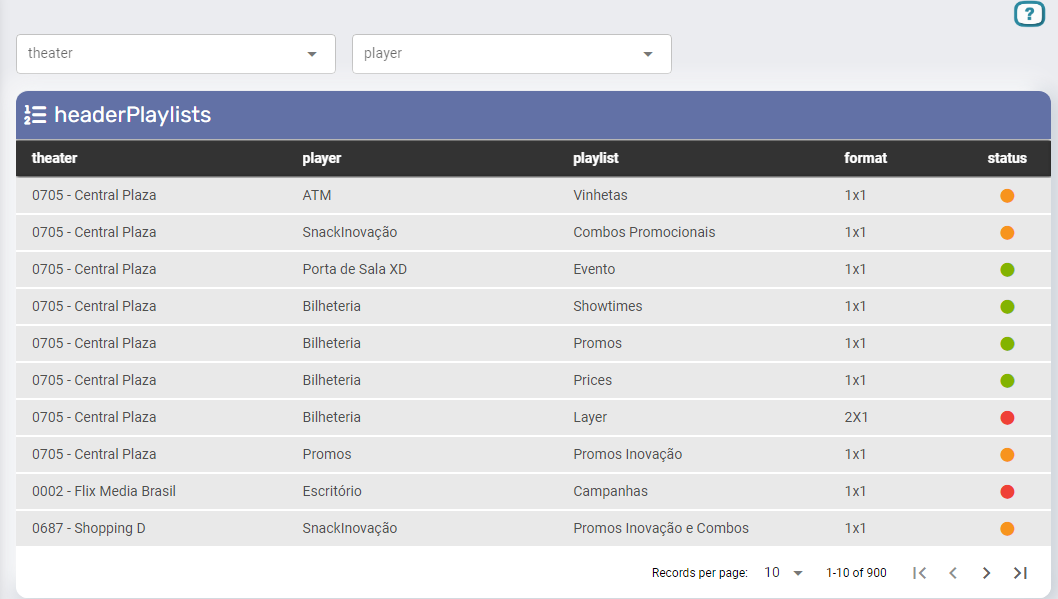 ?
theater player
headerPlaylists
theater player playlist format status
0705 - Central Plaza ATM Vinhetas 1x1
0705 - Central Plaza SnackInovação Combos Promocionais 1x1
0705 - Central Plaza Porta de Sala XD Evento 1x1
0705 - Central Plaza Bilheteria Showtimes 1x1
0705 - Central Plaza Bilheteria Promos 1x1
0705 - Central Plaza Bilheteria Prices 1x1
0705 - Central Plaza Bilheteria Layer 2X1
0705 - Central Plaza Promos Promos Inovação 1x1
0002 - Flix Media Brasil Escritório Campanhas 1x1
0687 - Shopping D SnackInovação Promos Inovação e Combos 1x1
Records per page: 10 1-10 of 900